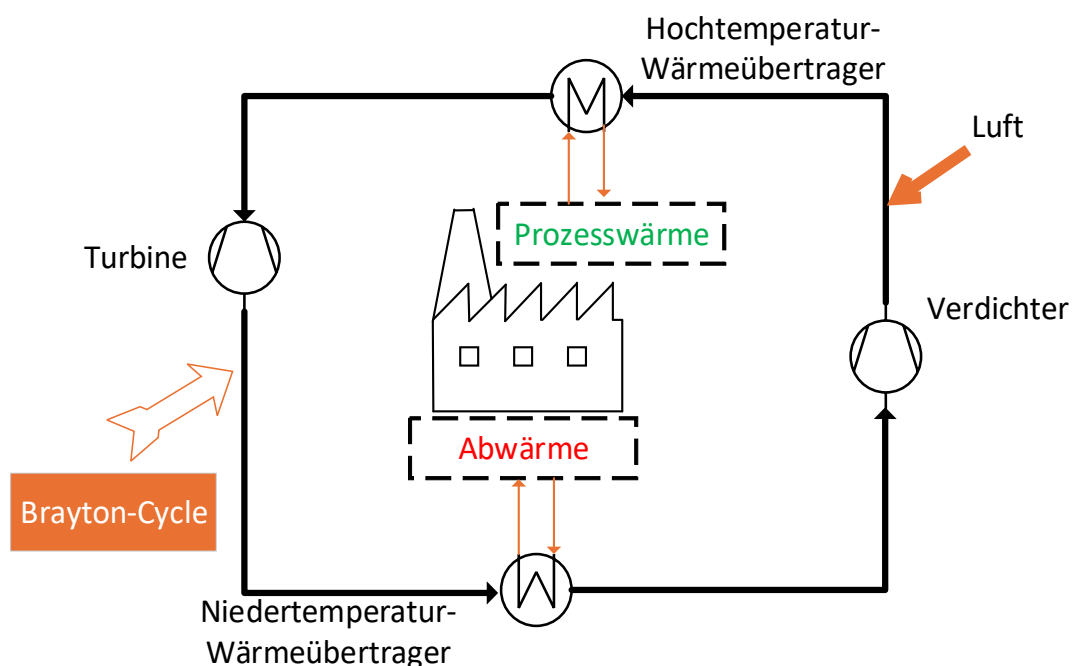 Hochtemperatur-
Wärmeübertrager
Luft
Prozesswärme
Turbine
Verdichter
Abwärme
Brayton-Cycle
Niedertemperatur-
Wärmeübertrager